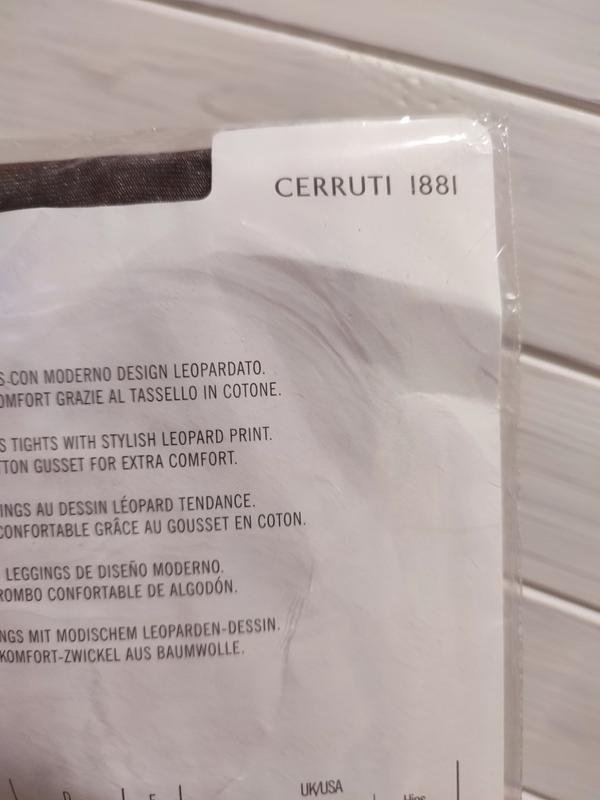 CERRUTI 1881
S CON MODERNO DESIGN LEOPARDATO.
OMFORT GRAZIE AL TASSELLO IN COTONE.
S TIGHTS WITH STYLISH LEOPARD PRINT.
TTON GUSSET FOR EXTRA COMFORT.
INGS AU DESSIN LÉOPARD TENDANCE.
CONFORTABLE GRÂCE AU GOUSSET EN COTON.
LEGGINGS DE DISEÑO MODERNO.
ROMBO CONFORTABLE DE ALGODÓN.
NGS MIT MODISCHEM LEOPARDEN-DESSIN.
KOMFORT-ZWICKEL AUS BAUMWOLLE.
UK/USA
Hips